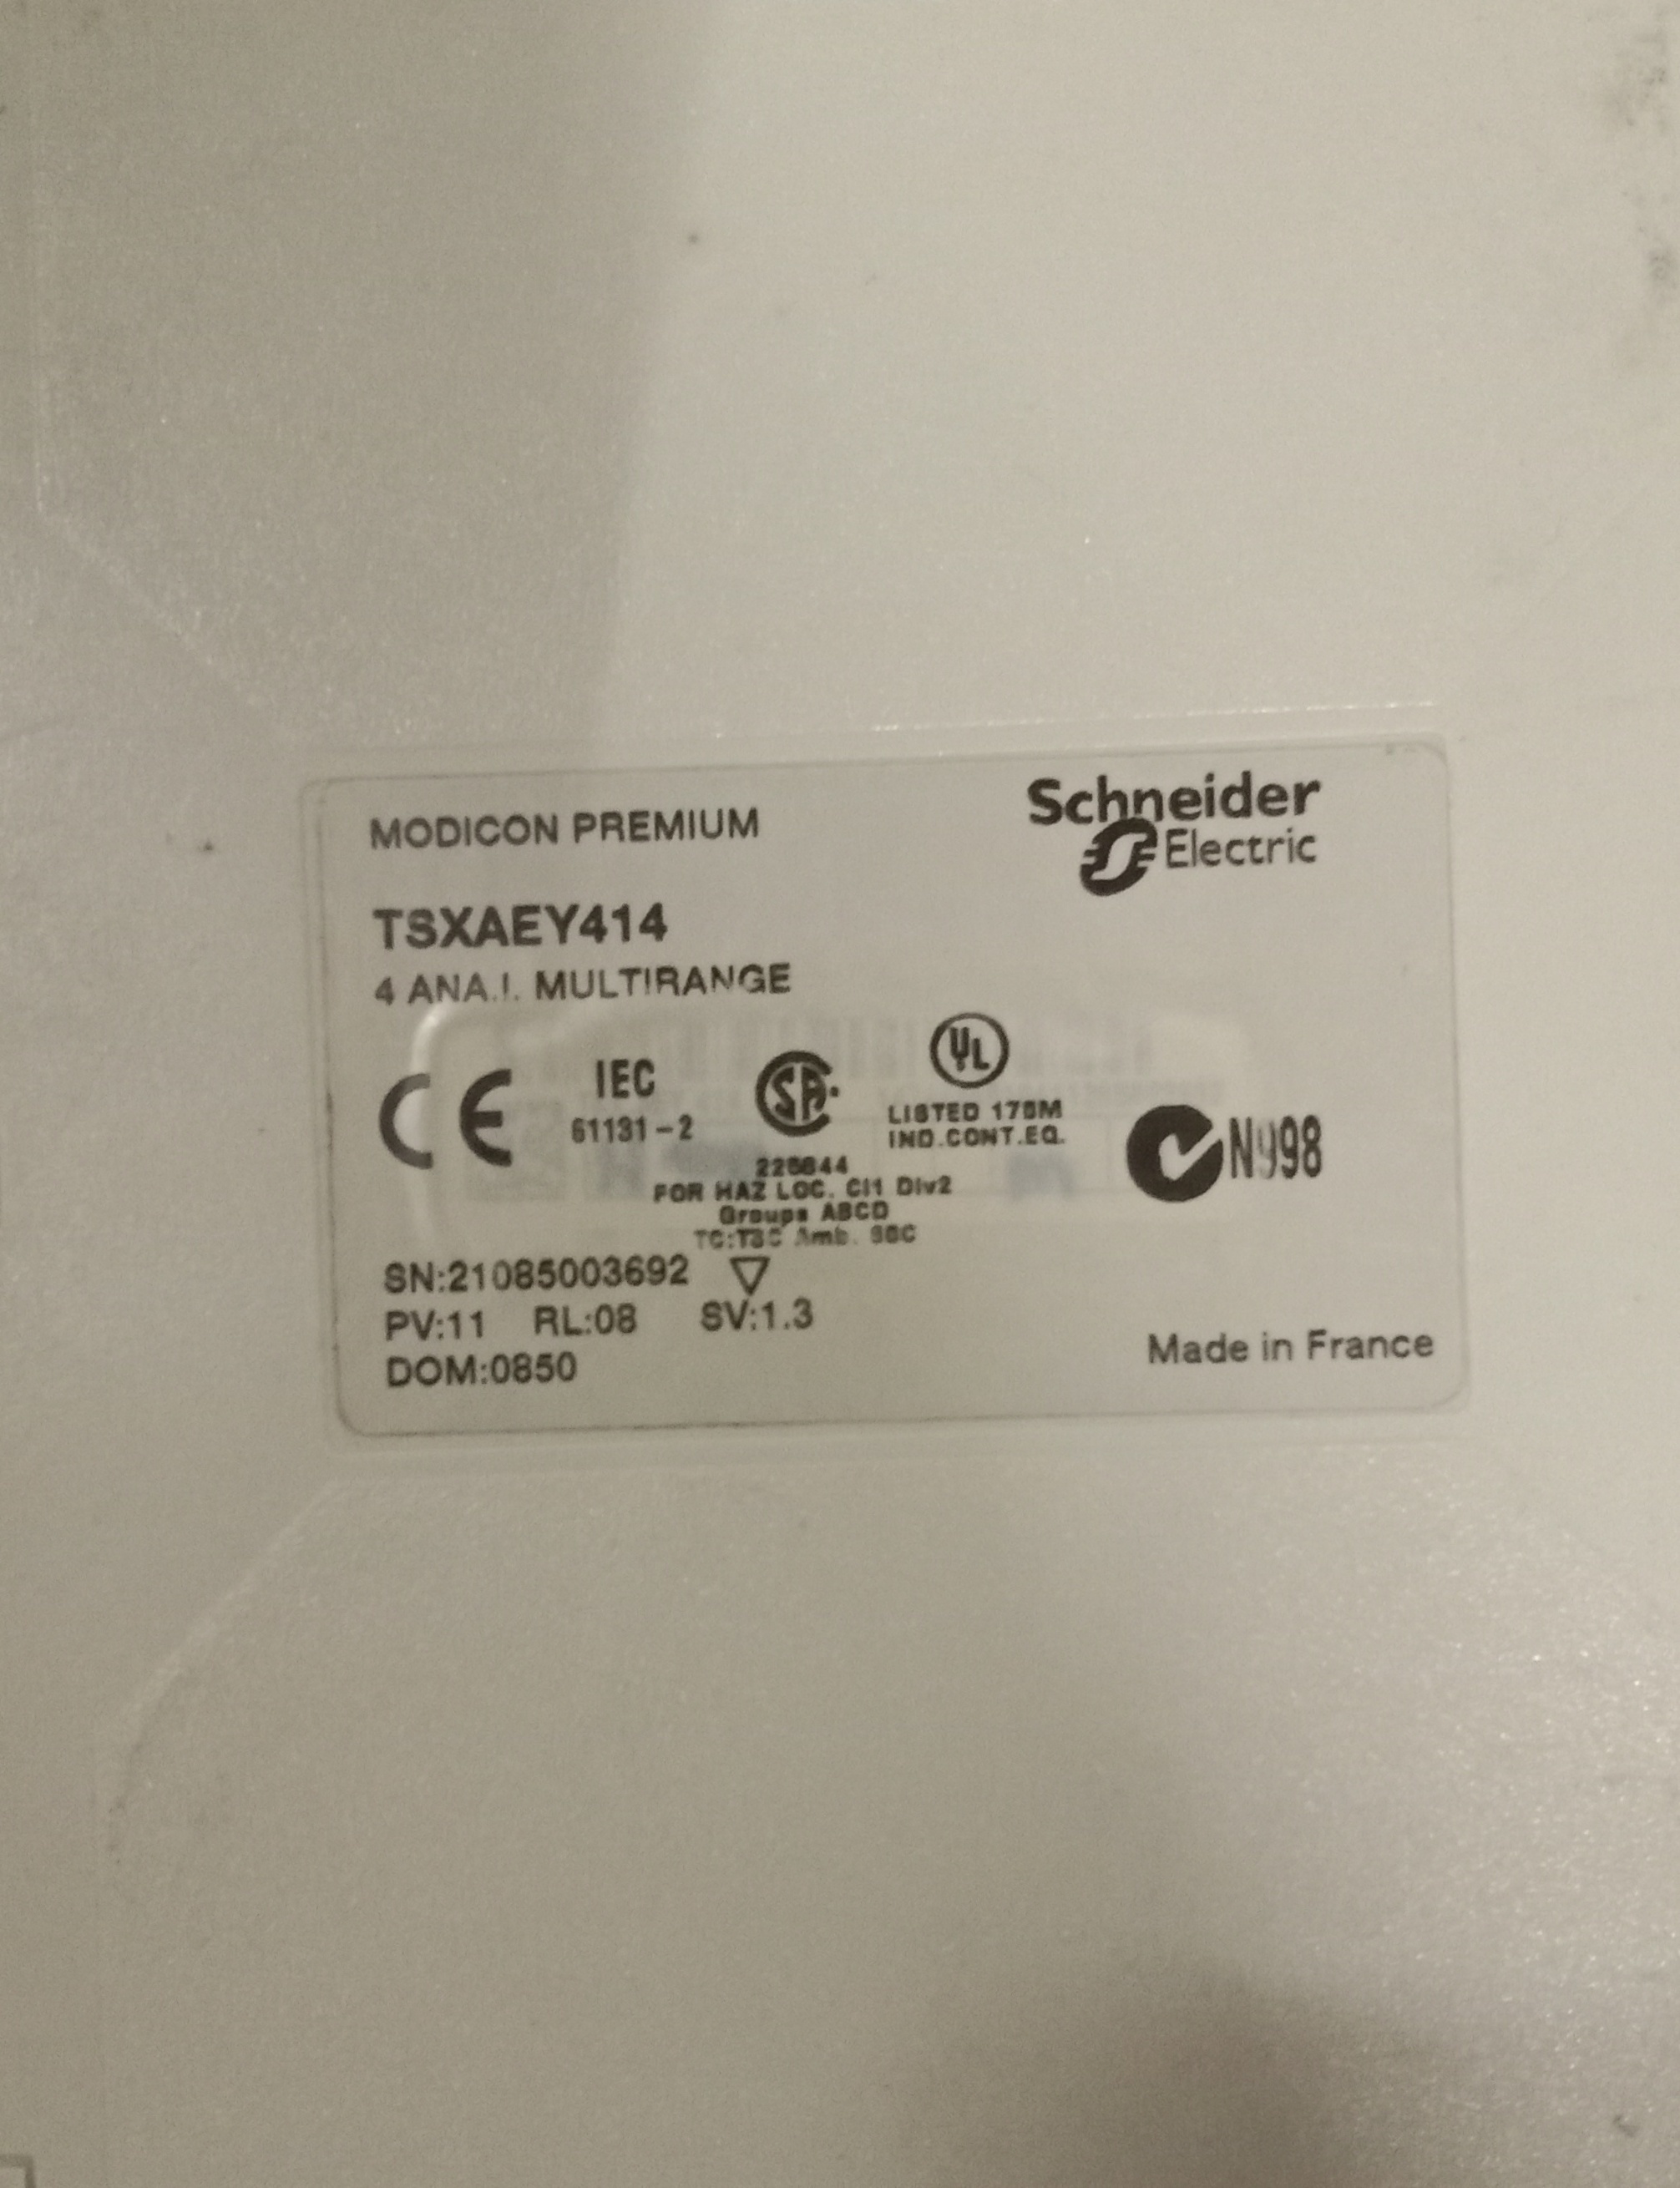 MODICON PREMIUM
Schneider
Electric
TSXAEY414
4 ANA.I. MULTIRANGE
CE
IEC
61131-2
SA
UL
LISTED
IND.CONT.EQ.
FOR HAZ LOC. Cl1 Div2
Groups ABCD
Amb.
N998
SN:21085003692
PV:11 RL:08 SV:1.3
DOM:0850
Made in France